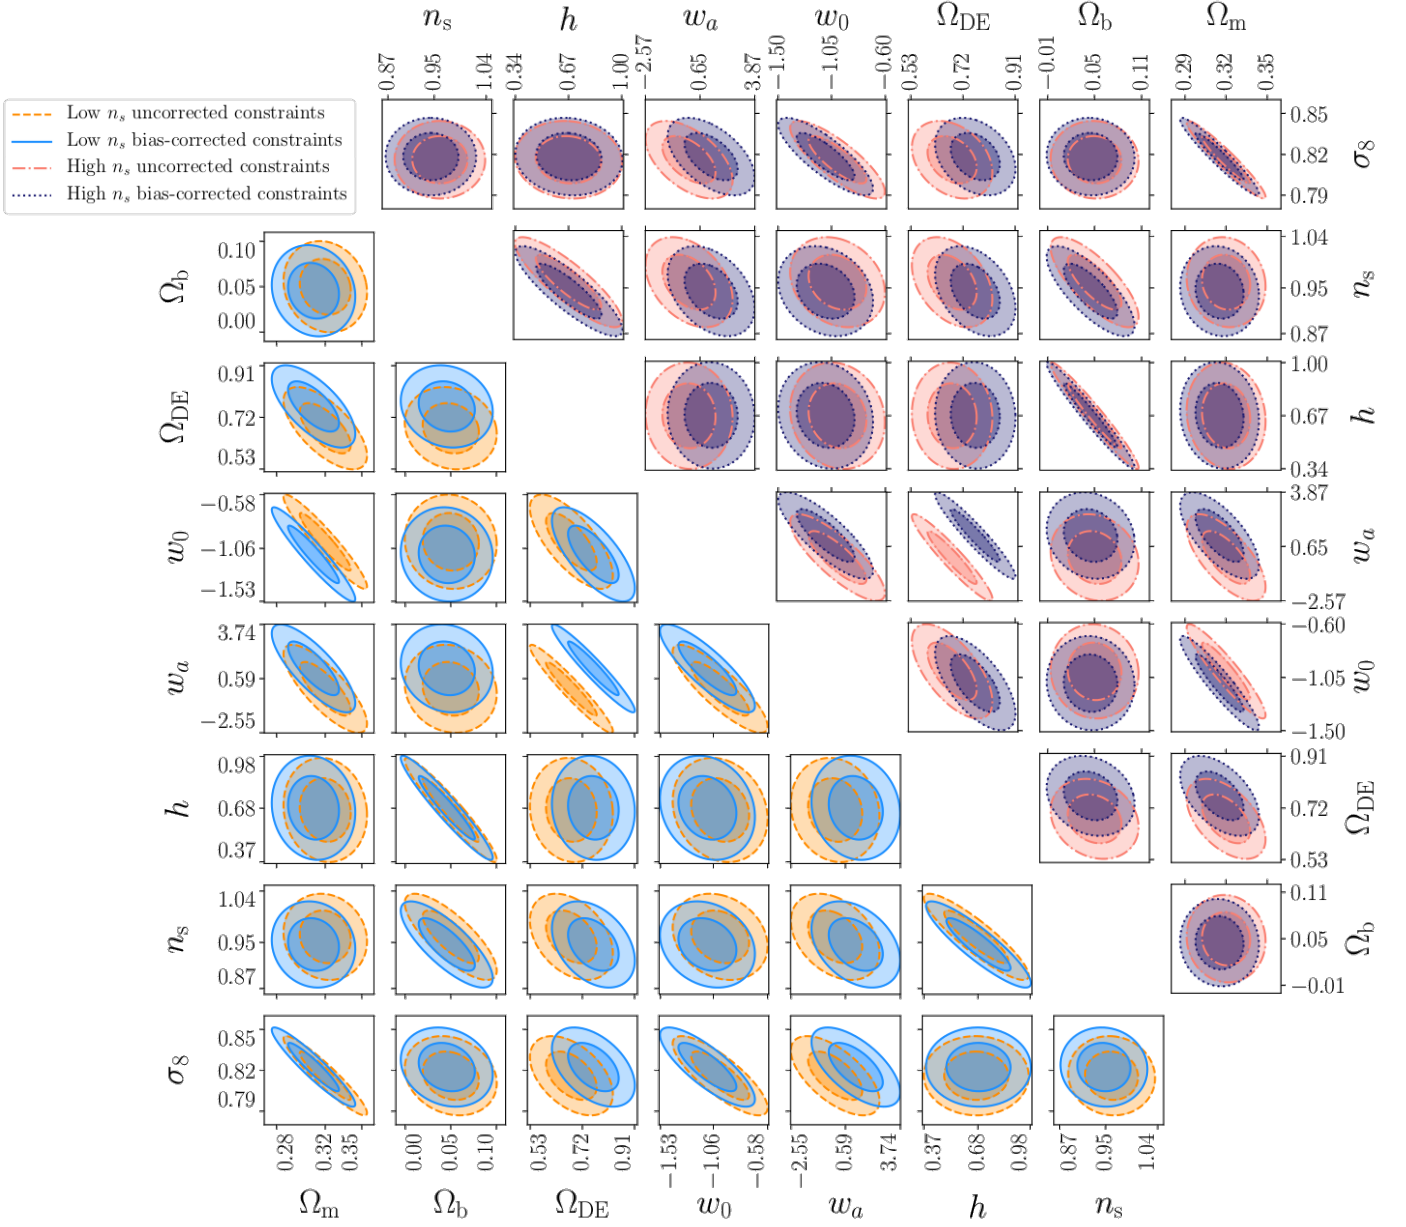 n_s h w_a w_0 Ω_DE Ω_b Ω_m
0.87 0.95 1.04 0.34 0.67 1.00 −2.57 0.65 3.87 −1.50 −1.05 −0.60 0.53 0.72 0.91 −0.01 0.05 0.11 0.29 0.32 0.35
Low n_s uncorrected constraints
Low n_s bias-corrected constraints
High n_s uncorrected constraints
High n_s bias-corrected constraints
0.85
0.82 σ_8
0.79
Ω_b
0.10
0.05
0.00
1.04
0.95 n_s
0.87
Ω_DE
0.91
0.72
0.53
1.00
0.67 h
0.34
w_0
−0.58
−1.06
−1.53
3.87
0.65 w_a
−2.57
w_a
3.74
0.59
−2.55
−0.60
−1.05 w_0
−1.50
h
0.98
0.68
0.37
0.91
0.72 Ω_DE
0.53
n_s
1.04
0.95
0.87
0.11
0.05 Ω_b
−0.01
σ_8
0.85
0.82
0.79
0.28 0.32 0.35 0.00 0.05 0.10 0.53 0.72 0.91 −1.53 −1.06 −0.58 −2.55 0.59 3.74 0.37 0.68 0.98 0.87 0.95 1.04
Ω_m Ω_b Ω_DE w_0 w_a h n_s